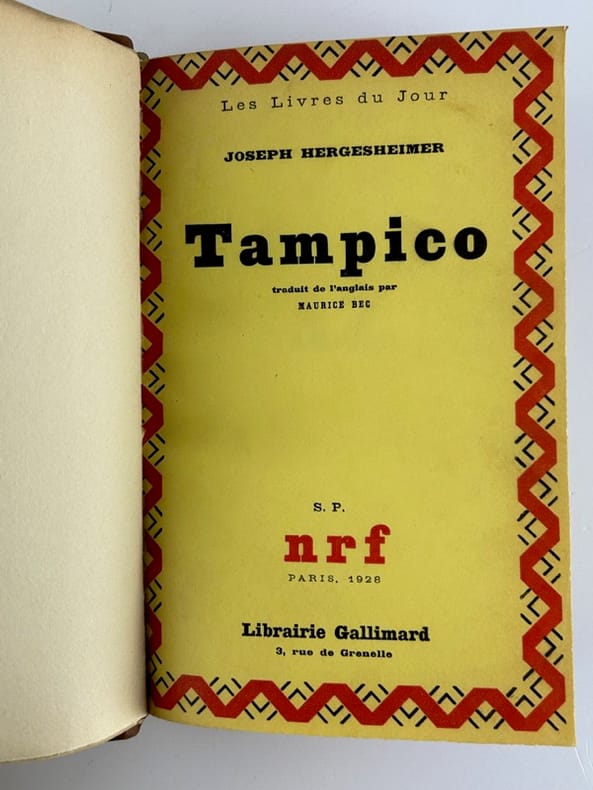 Les Livres du Jour
JOSEPH HERGESHEIMER
Tampico
traduit de l'anglais par
MAURICE BEC
S. P.
nrf
PARIS, 1928
Librairie Gallimard
3, rue de Grenelle